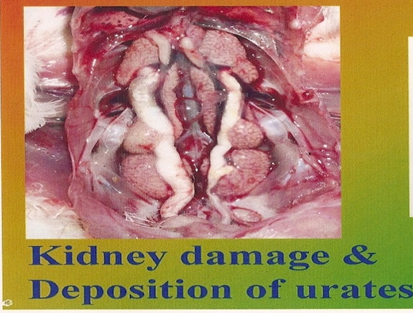 Kidney damage &
Deposition of urates